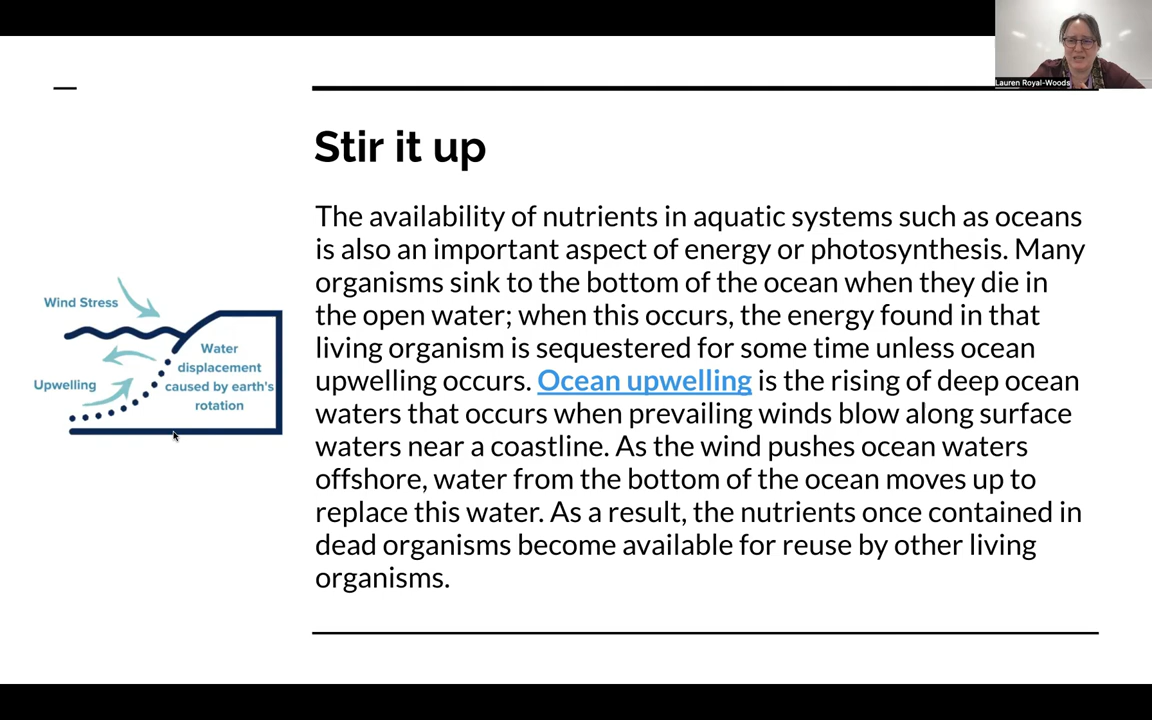 Lauren Royal-Woods
Stir it up
The availability of nutrients in aquatic systems such as oceans
is also an important aspect of energy or photosynthesis. Many
organisms sink to the bottom of the ocean when they die in
the open water; when this occurs, the energy found in that
living organism is sequestered for some time unless ocean
upwelling occurs. Ocean upwelling is the rising of deep ocean
waters that occurs when prevailing winds blow along surface
waters near a coastline. As the wind pushes ocean waters
offshore, water from the bottom of the ocean moves up to
replace this water. As a result, the nutrients once contained in
dead organisms become available for reuse by other living
organisms.
Wind Stress
Upwelling
Water
displacement
caused by earth's
rotation